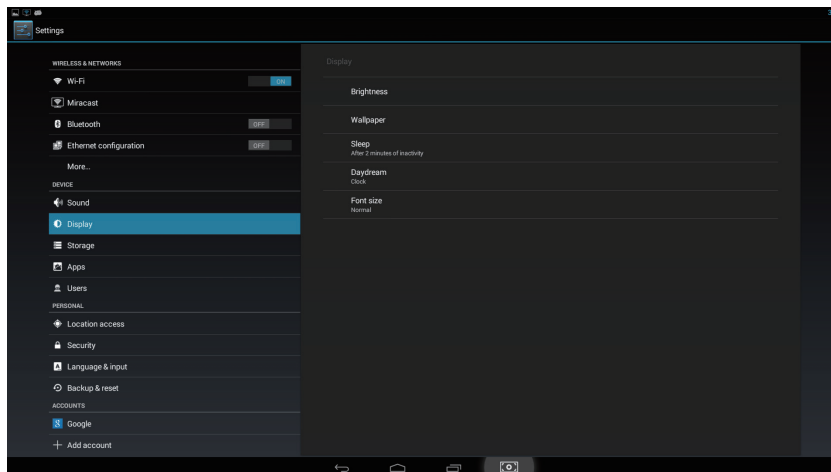 Settings
WIRELESS & NETWORKS
Wi-Fi
ON
Miracast
Bluetooth
OFF
Ethernet configuration
OFF
More...
DEVICE
Sound
Display
Storage
Apps
Users
PERSONAL
Location access
Security
A
Language & input
Backup & reset
ACCOUNTS
8
Google
Add account
Display
Brightness
Wallpaper
Sleep
After 2 minutes of inactivity
Daydream
Clock
Font size
Normal